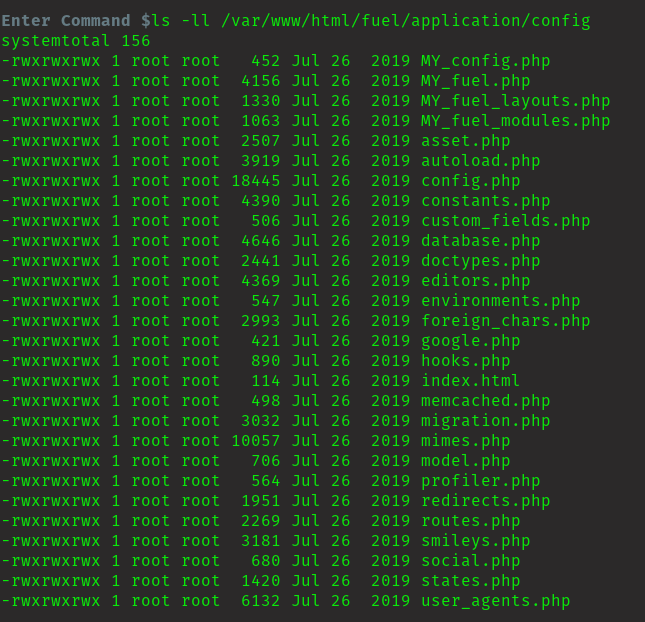 Enter Command $ls -ll /var/www/html/fuel/application/config
systemtotal 156
-rwxrwxrwx 1 root root   452 Jul 26  2019 MY_config.php
-rwxrwxrwx 1 root root  4156 Jul 26  2019 MY_fuel.php
-rwxrwxrwx 1 root root  1330 Jul 26  2019 MY_fuel_layouts.php
-rwxrwxrwx 1 root root  1063 Jul 26  2019 MY_fuel_modules.php
-rwxrwxrwx 1 root root  2507 Jul 26  2019 asset.php
-rwxrwxrwx 1 root root  3919 Jul 26  2019 autoload.php
-rwxrwxrwx 1 root root 18445 Jul 26  2019 config.php
-rwxrwxrwx 1 root root  4390 Jul 26  2019 constants.php
-rwxrwxrwx 1 root root   506 Jul 26  2019 custom_fields.php
-rwxrwxrwx 1 root root  4646 Jul 26  2019 database.php
-rwxrwxrwx 1 root root  2441 Jul 26  2019 doctypes.php
-rwxrwxrwx 1 root root  4369 Jul 26  2019 editors.php
-rwxrwxrwx 1 root root   547 Jul 26  2019 environments.php
-rwxrwxrwx 1 root root  2993 Jul 26  2019 foreign_chars.php
-rwxrwxrwx 1 root root   421 Jul 26  2019 google.php
-rwxrwxrwx 1 root root   890 Jul 26  2019 hooks.php
-rwxrwxrwx 1 root root   114 Jul 26  2019 index.html
-rwxrwxrwx 1 root root   498 Jul 26  2019 memcached.php
-rwxrwxrwx 1 root root  3032 Jul 26  2019 migration.php
-rwxrwxrwx 1 root root 10057 Jul 26  2019 mimes.php
-rwxrwxrwx 1 root root   706 Jul 26  2019 model.php
-rwxrwxrwx 1 root root   564 Jul 26  2019 profiler.php
-rwxrwxrwx 1 root root  1951 Jul 26  2019 redirects.php
-rwxrwxrwx 1 root root  2269 Jul 26  2019 routes.php
-rwxrwxrwx 1 root root  3181 Jul 26  2019 smileys.php
-rwxrwxrwx 1 root root   680 Jul 26  2019 social.php
-rwxrwxrwx 1 root root  1420 Jul 26  2019 states.php
-rwxrwxrwx 1 root root  6132 Jul 26  2019 user_agents.php